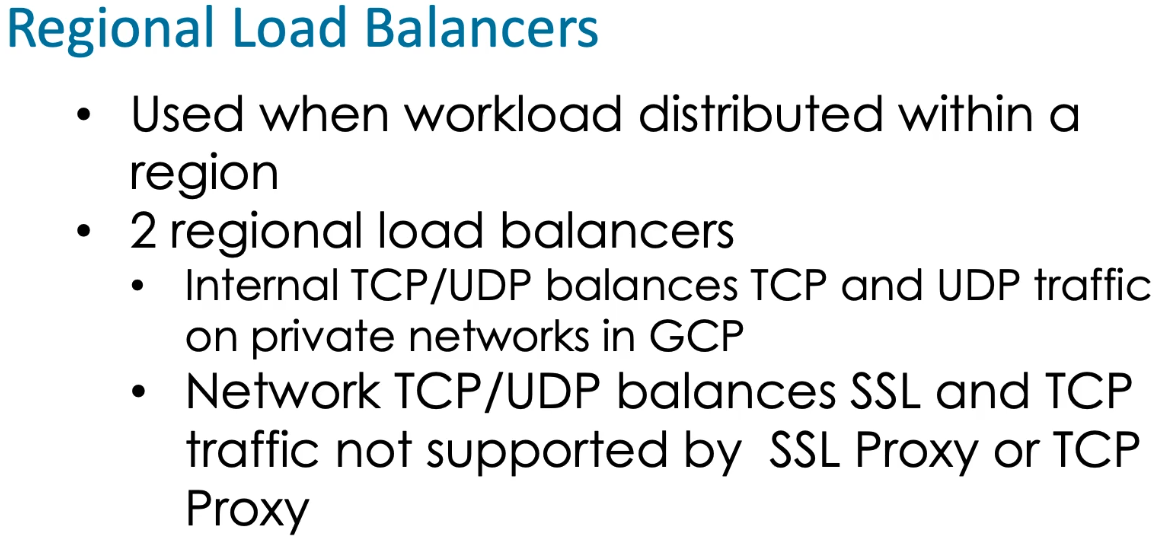 Regional Load Balancers
• Used when workload distributed within a
region
• 2 regional load balancers
• Internal TCP/UDP balances TCP and UDP traffic
on private networks in GCP
• Network TCP/UDP balances SSL and TCP
traffic not supported by  SSL Proxy or TCP
Proxy